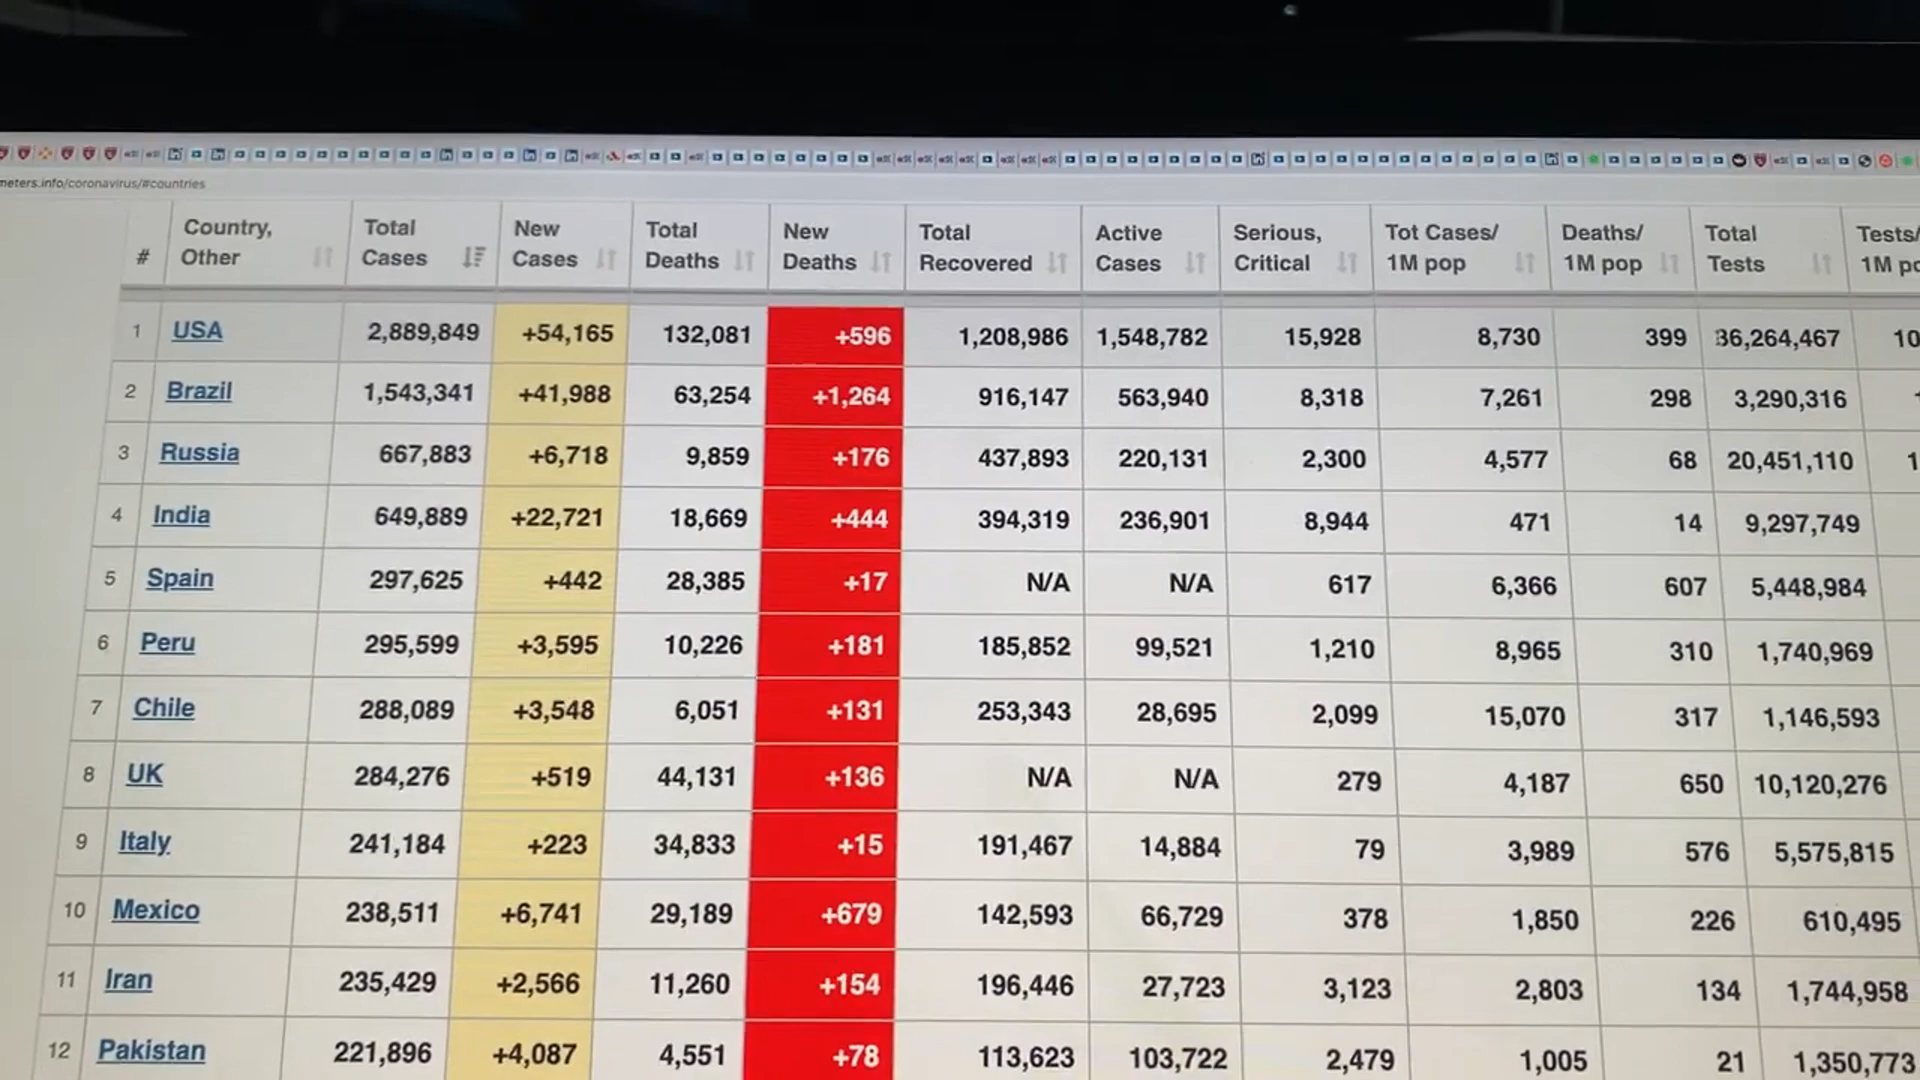 meters.info/coronavirus/#countries
# Country, Other Total Cases New Cases Total Deaths New Deaths Total Recovered Active Cases Serious, Critical Tot Cases/ 1M pop Deaths/ 1M pop Total Tests Tests/ 1M po
1 USA 2,889,849 +54,165 132,081 +596 1,208,986 1,548,782 15,928 8,730 399 36,264,467 10
2 Brazil 1,543,341 +41,988 63,254 +1,264 916,147 563,940 8,318 7,261 298 3,290,316
3 Russia 667,883 +6,718 9,859 +176 437,893 220,131 2,300 4,577 68 20,451,110 1
4 India 649,889 +22,721 18,669 +444 394,319 236,901 8,944 471 14 9,297,749
5 Spain 297,625 +442 28,385 +17 N/A N/A 617 6,366 607 5,448,984
6 Peru 295,599 +3,595 10,226 +181 185,852 99,521 1,210 8,965 310 1,740,969
7 Chile 288,089 +3,548 6,051 +131 253,343 28,695 2,099 15,070 317 1,146,593
8 UK 284,276 +519 44,131 +136 N/A N/A 279 4,187 650 10,120,276
9 Italy 241,184 +223 34,833 +15 191,467 14,884 79 3,989 576 5,575,815
10 Mexico 238,511 +6,741 29,189 +679 142,593 66,729 378 1,850 226 610,495
11 Iran 235,429 +2,566 11,260 +154 196,446 27,723 3,123 2,803 134 1,744,958
12 Pakistan 221,896 +4,087 4,551 +78 113,623 103,722 2,479 1,005 21 1,350,773